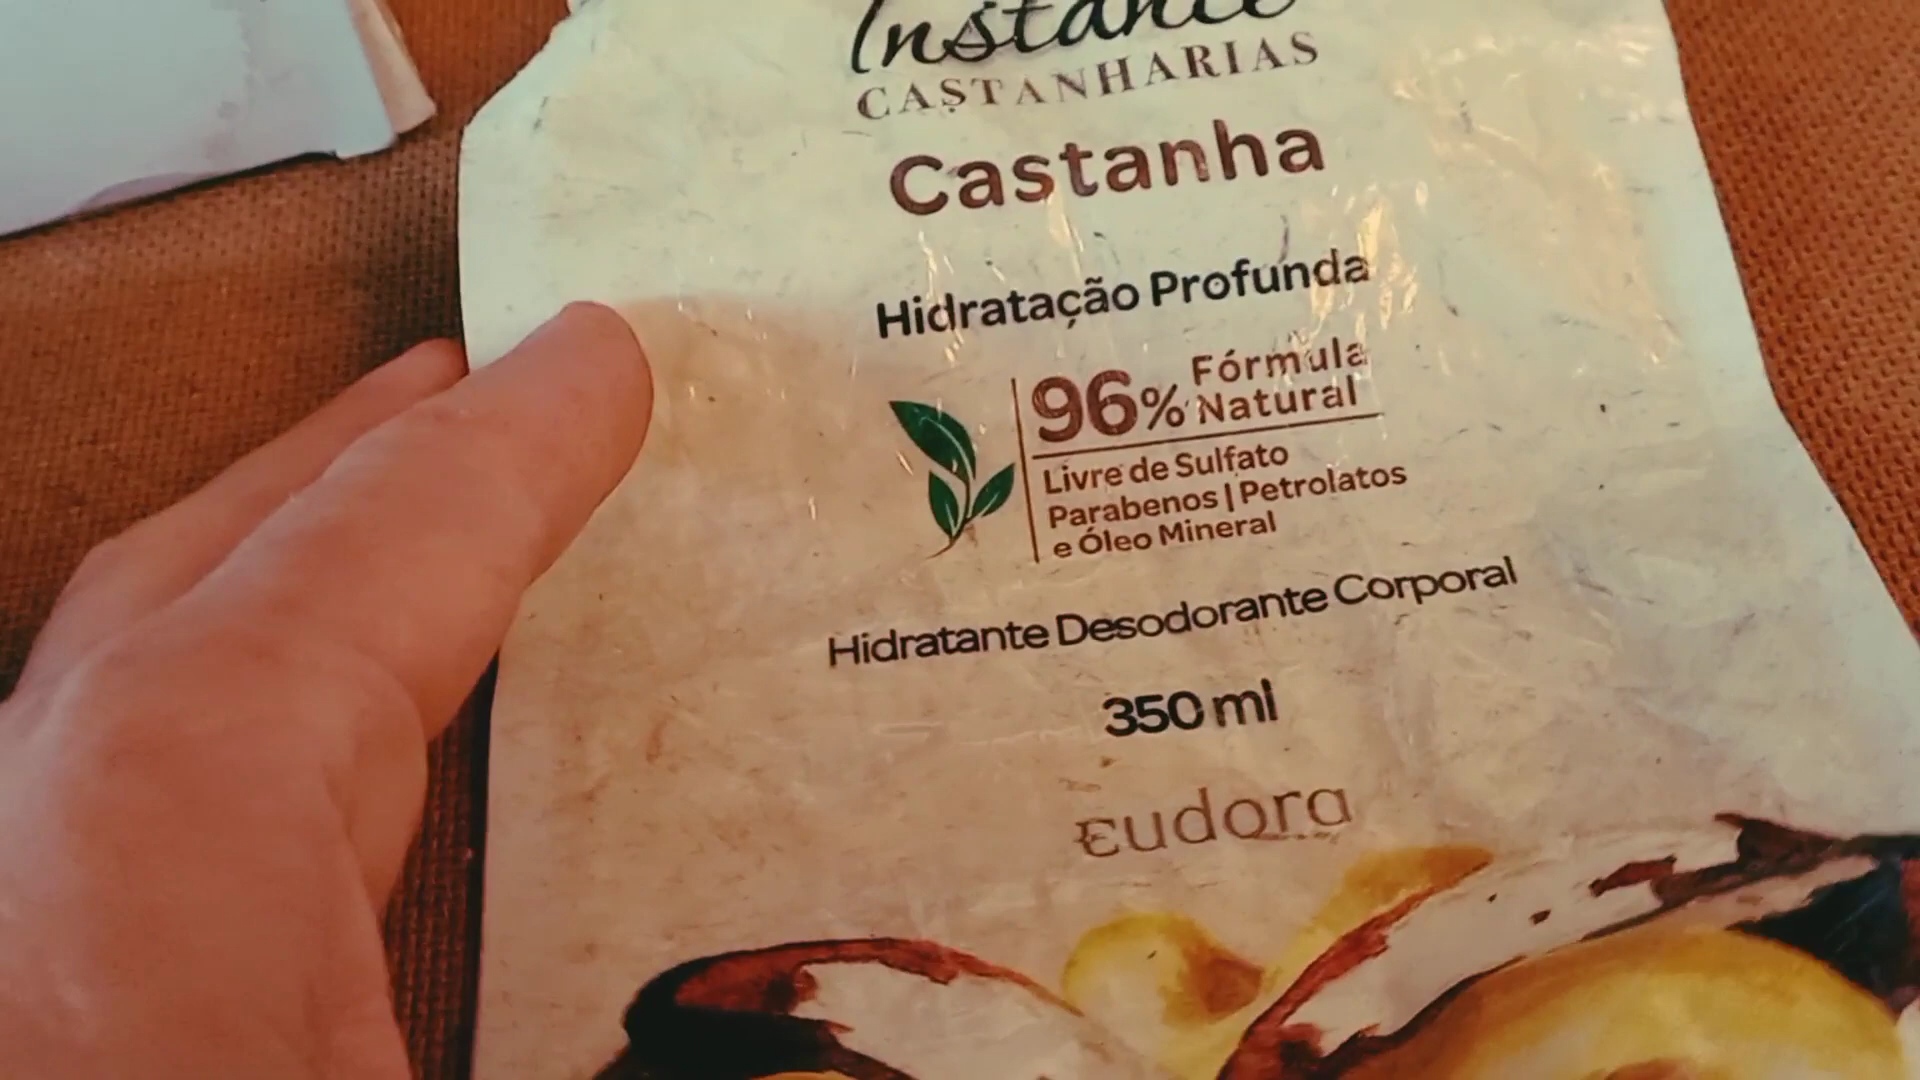 Instante
CASTANHARIAS
Castanha
Hidratação Profunda
96% Fórmula
Natural
Livre de Sulfato
Parabenos | Petrolatos
e Óleo Mineral
Hidratante Desodorante Corporal
350 ml
eudora